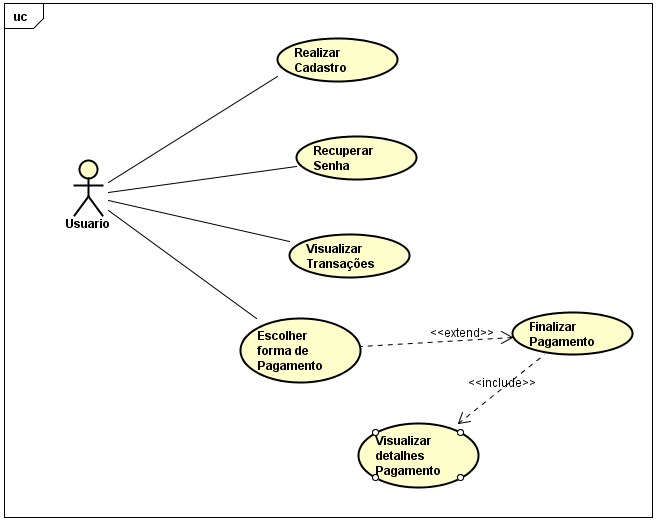 uc
Realizar
Cadastro
Recuperar
Senha
Usuario
Visualizar
Transações
Escolher
forma de
Pagamento
<<extend>>
Finalizar
Pagamento
<<include>>
Visualizar
detalhes
Pagamento